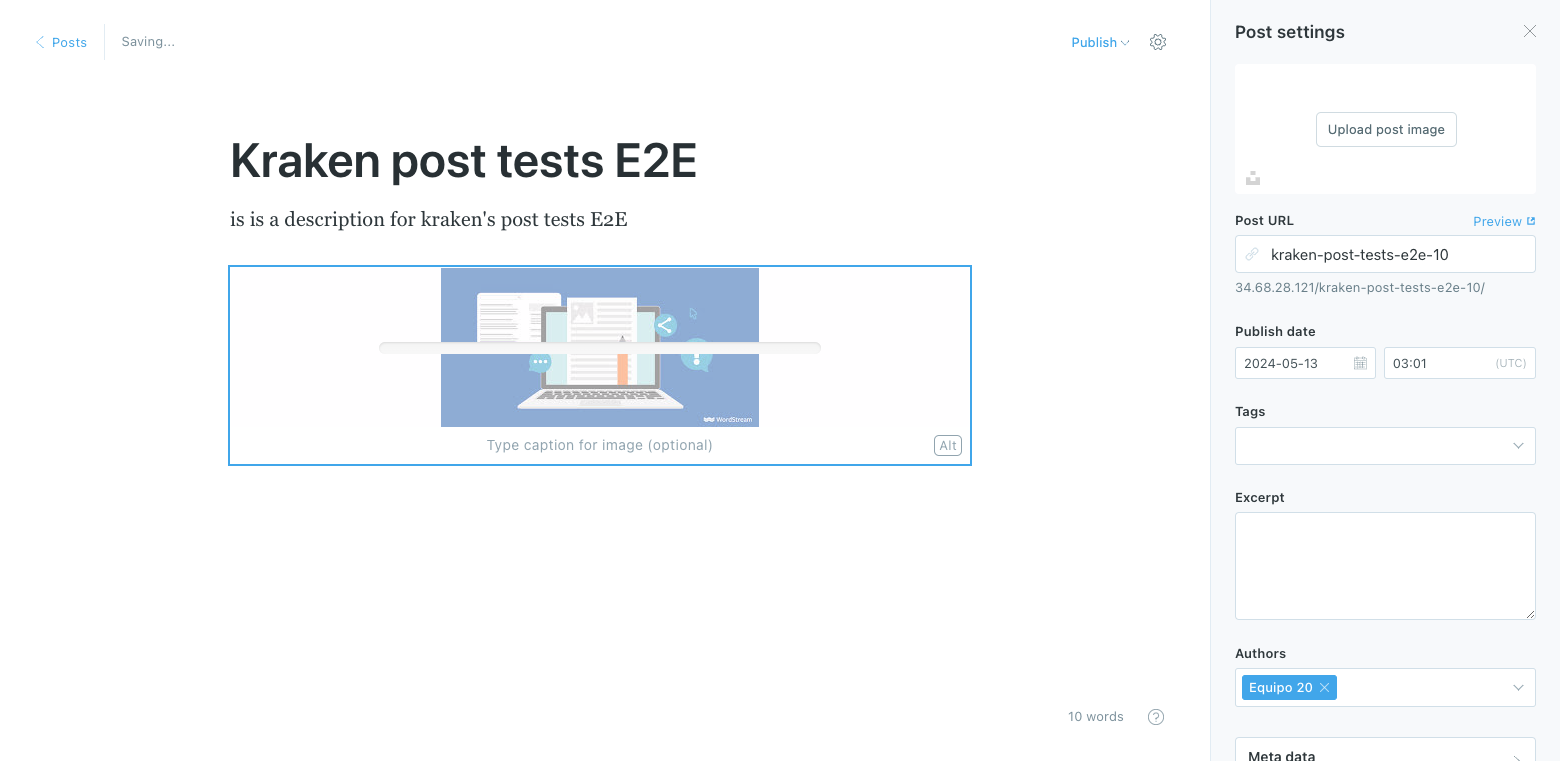 Posts
Saving...
Publish
Kraken post tests E2E
is is a description for kraken's post tests E2E
WordStream
Type caption for image (optional)
Alt
10 words
?
Post settings
Upload post image
Post URL
Preview
kraken-post-tests-e2e-10
34.68.28.121/kraken-post-tests-e2e-10/
Publish date
2024-05-13
03:01
(UTC)
Tags
Excerpt
Authors
Equipo 20
Meta data